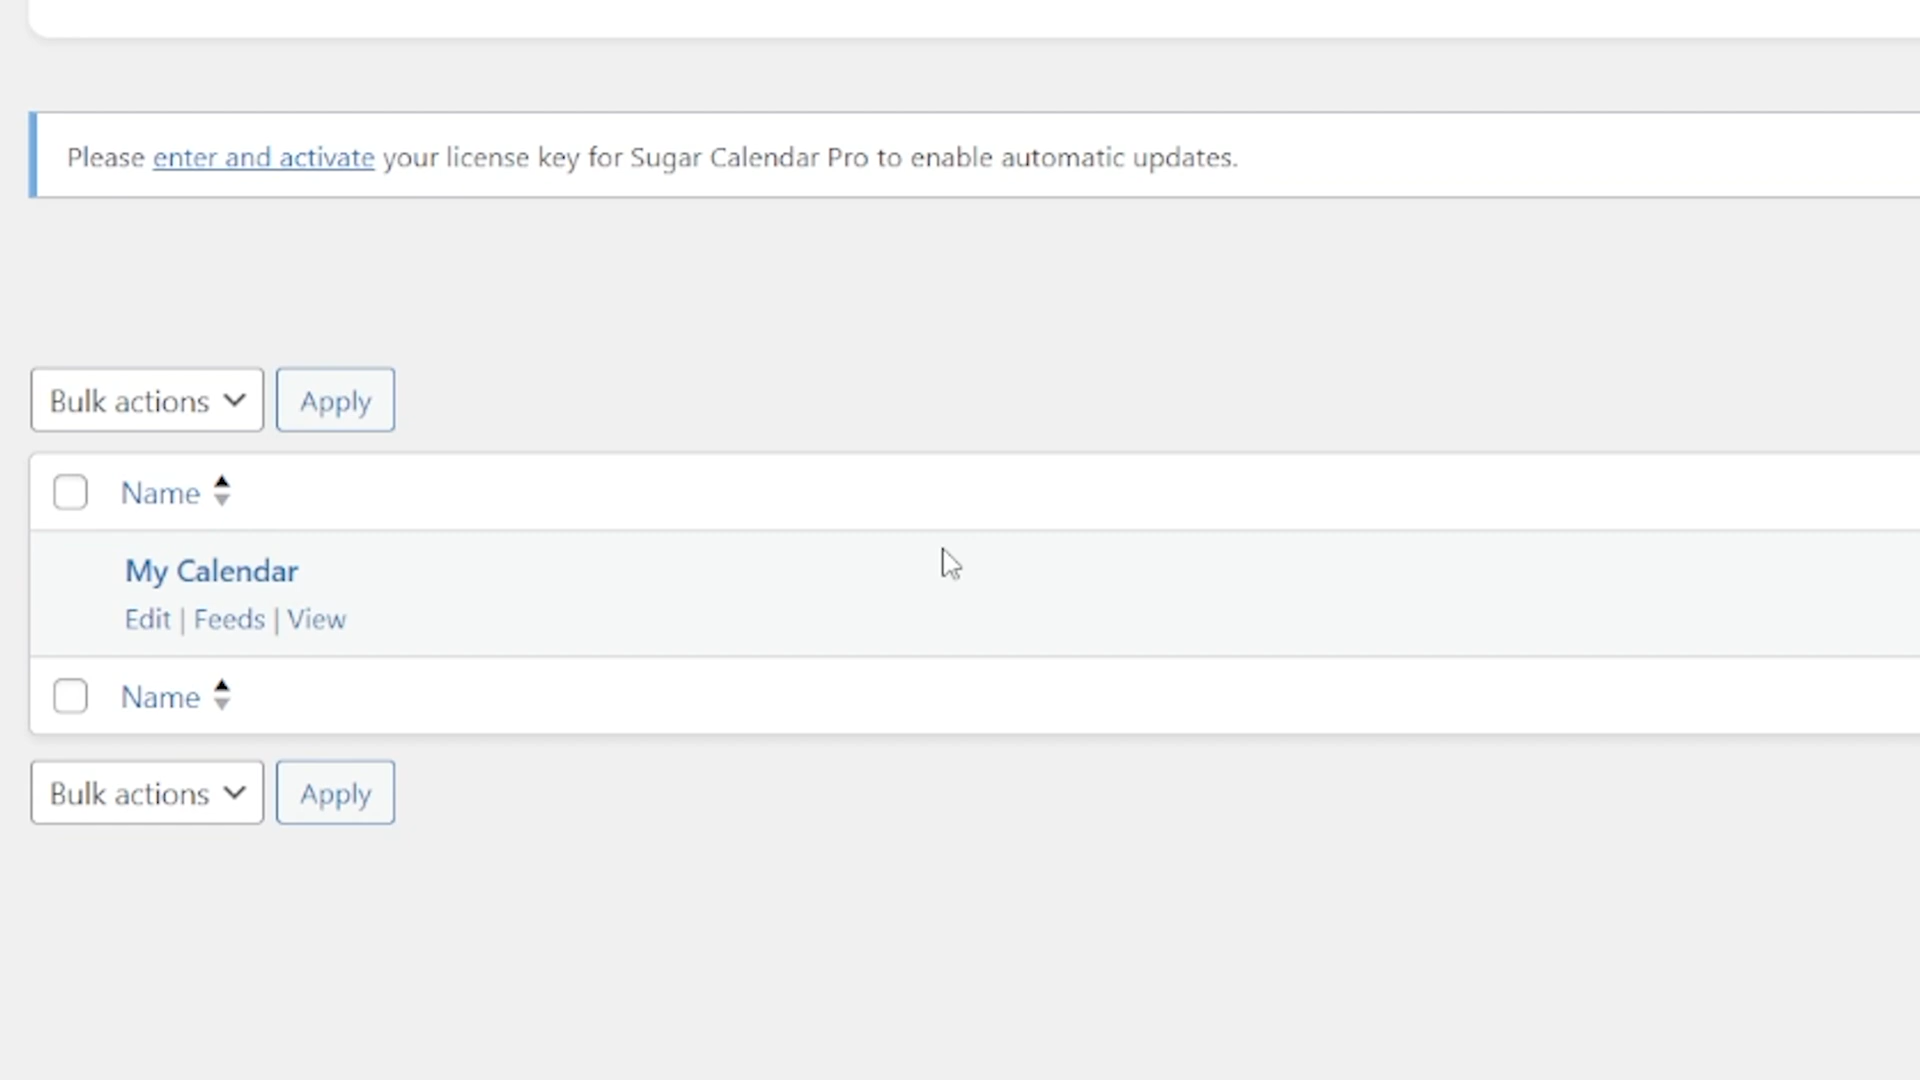 Please enter and activate your license key for Sugar Calendar Pro to enable automatic updates.
Bulk actions Apply
Name
My Calendar
Edit | Feeds | View
Name
Bulk actions Apply